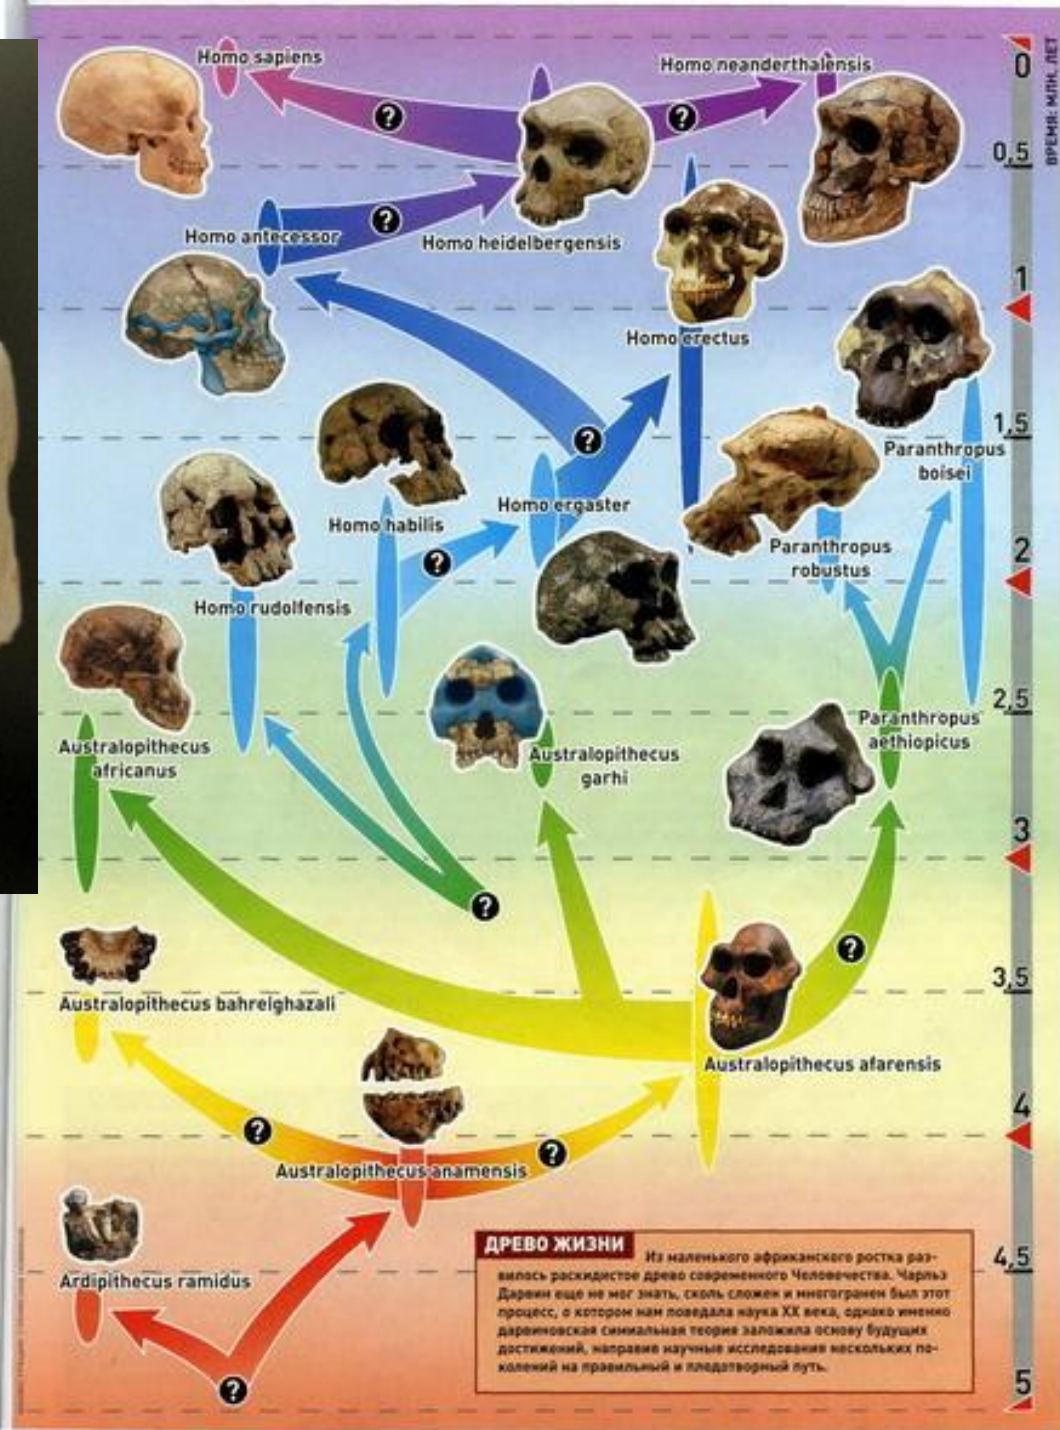 Homo sapiens
Homo neanderthalensis
0
ВРЕМЯ: МЛН. ЛЕТ
?
?
0,5
?
Homo antecessor
Homo heidelbergensis
1
Homo erectus
?
1,5
Paranthropus
boisei
Homo ergaster
Homo habilis
?
2
Paranthropus
robustus
Homo rudolfensis
2,5
Paranthropus
aethiopicus
Australopithecus
africanus
Australopithecus
garhi
3
?
?
3,5
Australopithecus bahrelghazali
Australopithecus afarensis
4
?
?
Australopithecus anamensis
Ardipithecus ramidus
4,5
ДРЕВО ЖИЗНИ
Из маленького африканского ростка раз-
вилось раскидистое древо современного Человечества. Чарльз
Дарвин еще не мог знать, сколь сложен и многогранен был этот
процесс, о котором нам поведала наука XX века, однако именно
дарвиновская симиальная теория заложила основу будущих
достижений, направив научные исследования нескольких по-
колений на правильный и плодотворный путь.
?
5